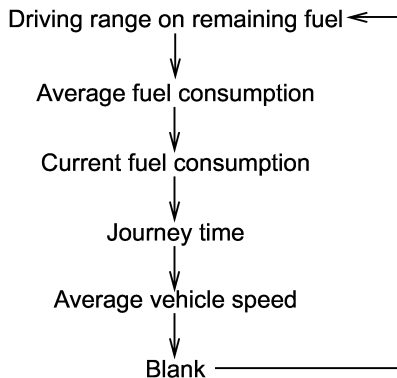 Driving range on remaining fuel
Average fuel consumption
Current fuel consumption
Journey time
Average vehicle speed
Blank